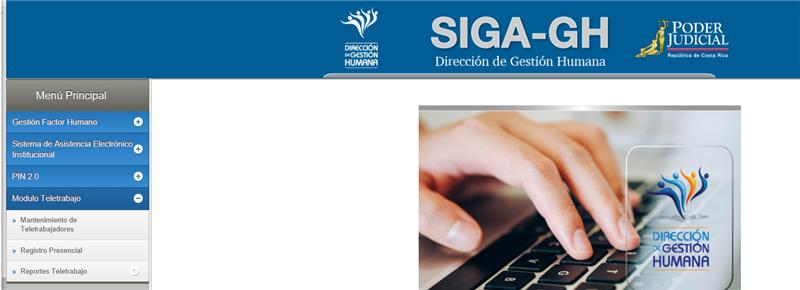 DIRECCIÓN
DE GESTIÓN
HUMANA
SIGA-GH
Dirección de Gestión Humana
PODER
JUDICIAL
República de Costa Rica
Menú Principal
Gestión Factor Humano
Sistema de Asistencia Electrónico
Institucional
PIN 2.0
Modulo Teletrabajo
» Mantenimiento de
Teletrabajadores
» Registro Presencial
» Reportes Teletrabajo
DIRECCIÓN
DE GESTIÓN
HUMANA